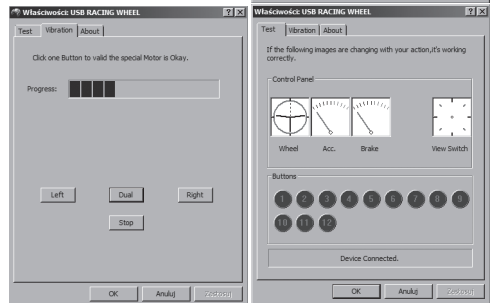 Właściwości: USB RACING WHEEL
Test Vibration About
Click one Button to valid the special Motor is Okay.
Progress:
Left Dual Right
Stop
OK Anuluj Zastosuj
Właściwości: USB RACING WHEEL
Test Vibration About
If the following images are changing with your action,it's working
correctly.
Control Panel
Wheel Acc. Brake View Switch
Buttons
1 2 3 4 5 6 7 8 9
10 11 12
Device Connected.
OK Anuluj Zastosuj